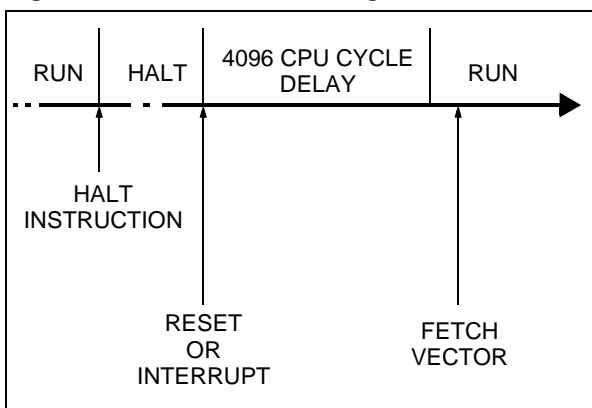 RUN
HALT
4096 CPU CYCLE
DELAY
RUN
HALT
INSTRUCTION
RESET
OR
INTERRUPT
FETCH
VECTOR